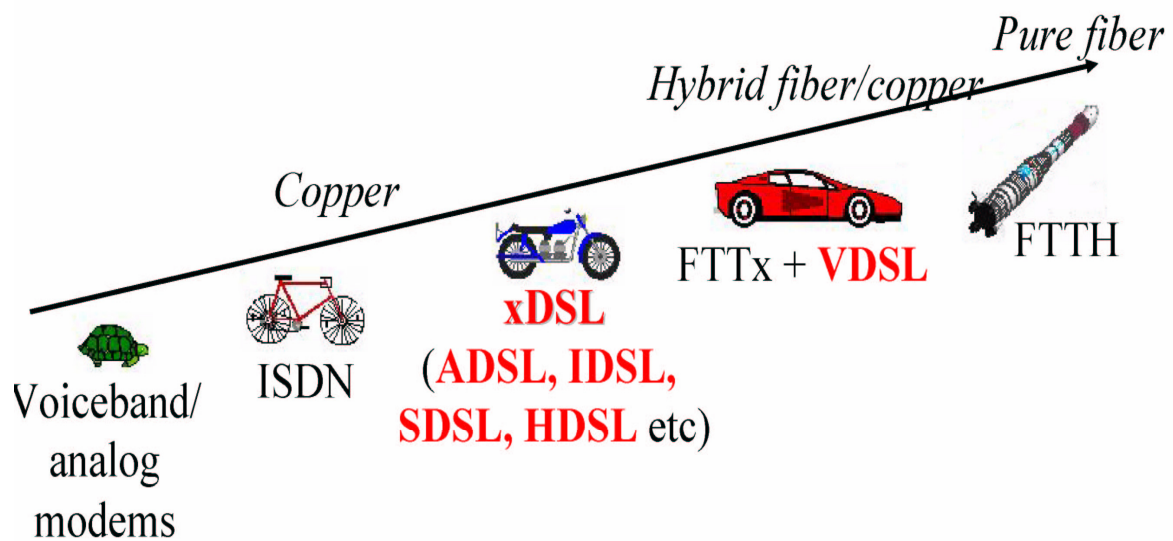 Pure fiber
Hybrid fiber/copper
Copper
FTTH
FTTx + VDSL
xDSL
(ADSL, IDSL,
SDSL, HDSL etc)
ISDN
Voiceband/
analog
modems